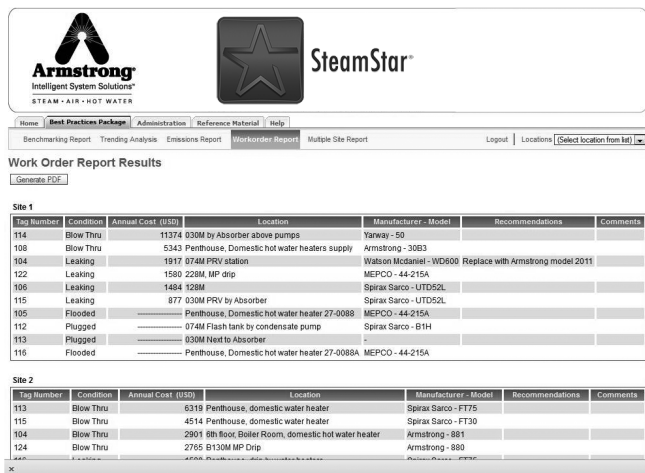 Armstrong®
Intelligent System Solutions™
STEAM • AIR • HOT WATER
SteamStar®
Home Best Practices Package Administration Reference Material Help
Benchmarking Report Trending Analysis Emissions Report Workorder Report Multiple Site Report Logout | Locations (Select location from list)
Work Order Report Results
Generate PDF
Site 1
Tag Number Condition Annual Cost (USD) Location Manufacturer - Model Recommendations Comments
114 Blow Thru 11374 030M by Absorber above pumps Yarway - 50
108 Blow Thru 5343 Penthouse, Domestic hot water heaters supply Armstrong - 30B3
104 Leaking 1917 074M PRV station Watson Mcdaniel - WD600 Replace with Armstrong model 2011
122 Leaking 1580 228M, MP drip MEPCO - 44-215A
106 Leaking 1484 128M Spirax Sarco - UTD52L
115 Leaking 877 030M PRV by Absorber Spirax Sarco - UTD52L
105 Flooded ---------------- Penthouse, Domestic hot water heater 27-0088 MEPCO - 44-215A
112 Plugged ---------------- 074M Flash tank by condensate pump Spirax Sarco - B1H
113 Plugged ---------------- 030M Next to Absorber -
116 Flooded ---------------- Penthouse, Domestic hot water heater 27-0088A MEPCO - 44-215A
Site 2
Tag Number Condition Annual Cost (USD) Location Manufacturer - Model Recommendations Comments
113 Blow Thru 6319 Penthouse, domestic water heater Spirax Sarco - FT75
115 Blow Thru 4514 Penthouse, domestic water heater Spirax Sarco - FT30
104 Blow Thru 2901 6th floor, Boiler Room, domestic hot water heater Armstrong - 881
124 Blow Thru 2765 B130M MP Drip Armstrong - 880
x